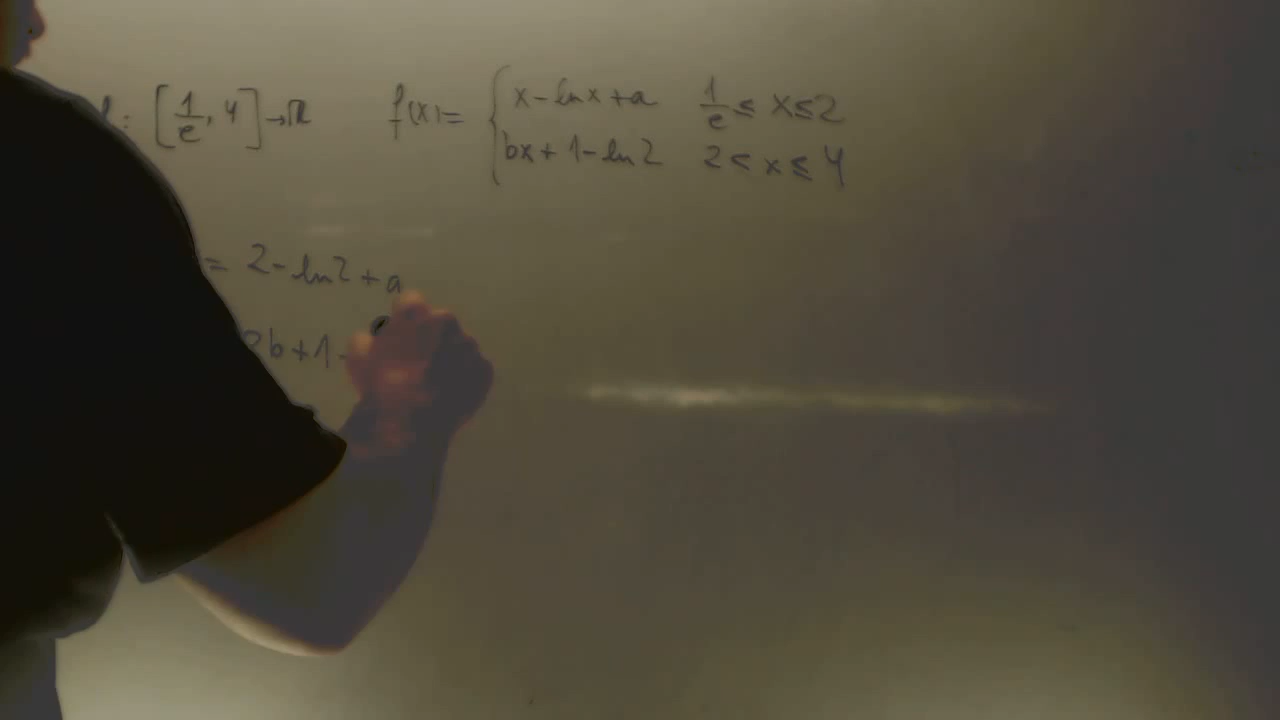 f: [1/e, 4] → ℝ f(x) = { x - ln x + a 1/e ≤ x ≤ 2
bx + 1 - ln 2 2 ≤ x ≤ 4
= 2 - ln 2 + a
2b + 1 -